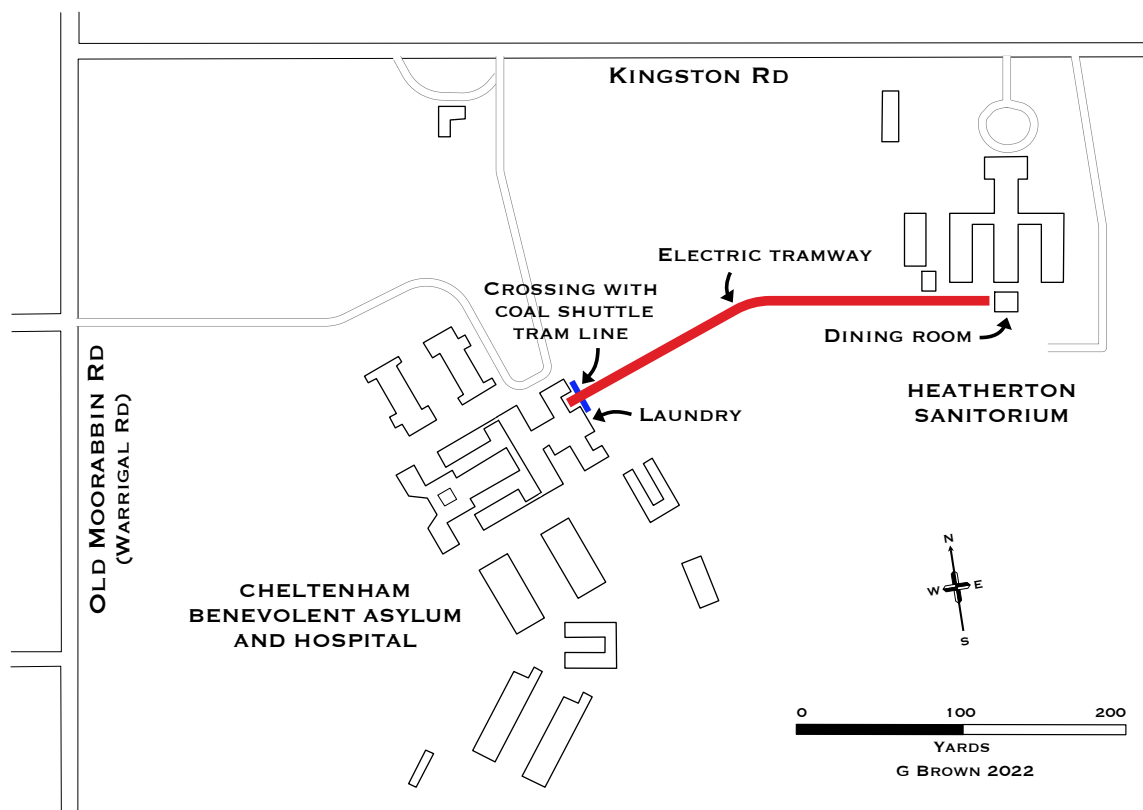 Kingston Rd
Electric tramway
Crossing with
coal shuttle
tram line
Dining room
Heatherton
Sanitorium
Laundry
Old Moorabbin Rd
(Warrigal Rd)
Cheltenham
Benevolent Asylum
and Hospital
N
W E
S
0 100 200
Yards
G Brown 2022